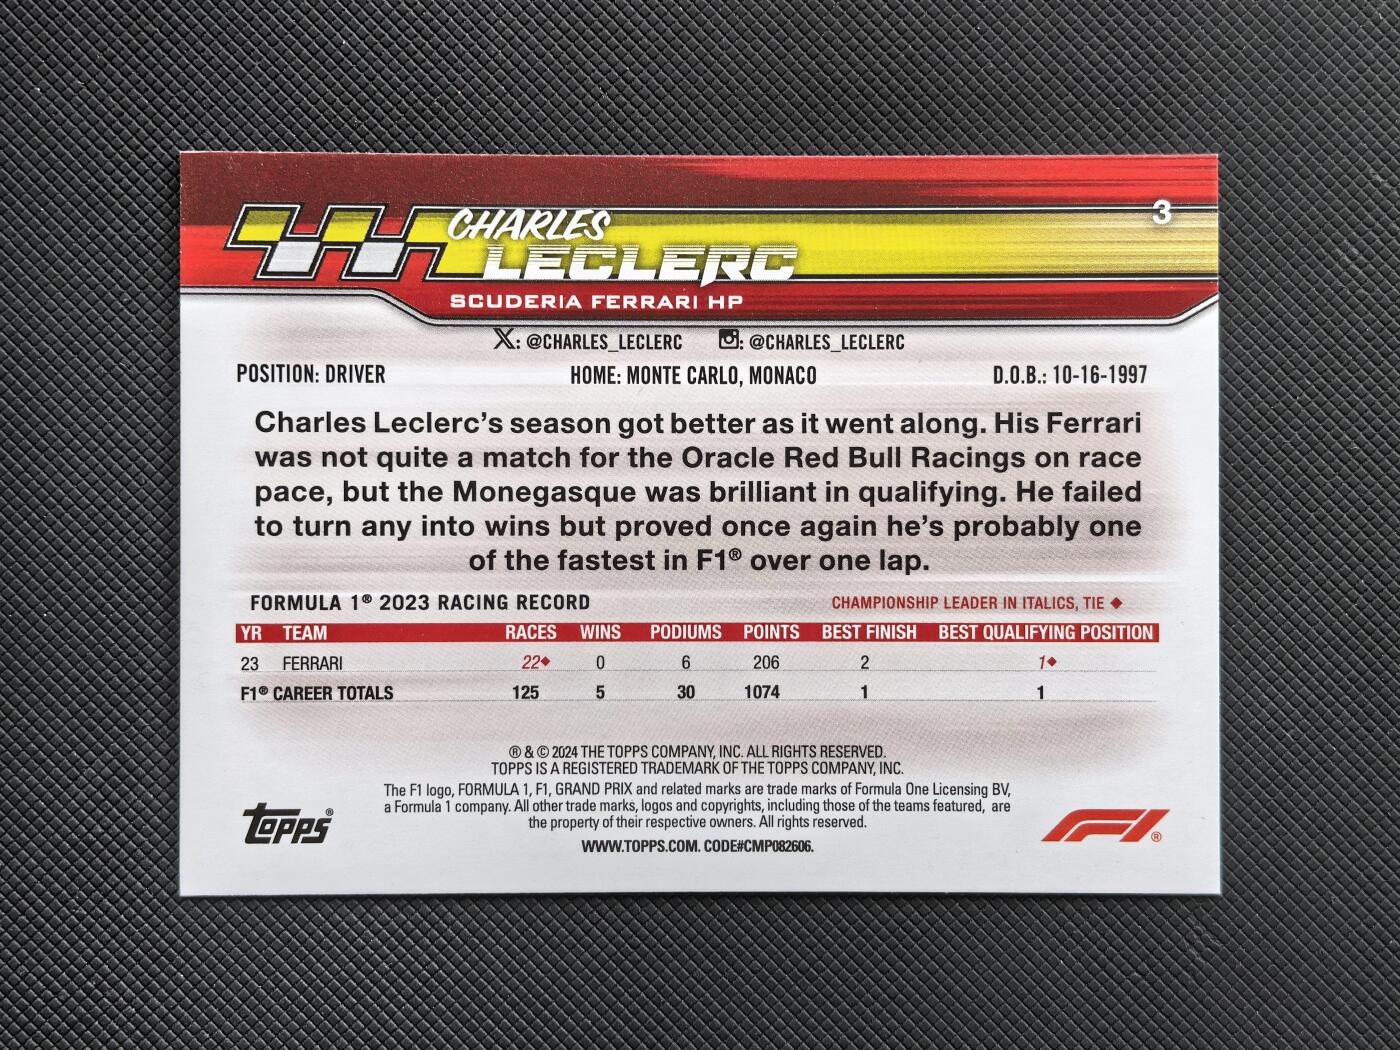 3
CHARLES
LECLERC
SCUDERIA FERRARI HP
X: @CHARLES_LECLERC : @CHARLES_LECLERC
POSITION: DRIVER HOME: MONTE CARLO, MONACO D.O.B.: 10-16-1997
Charles Leclerc's season got better as it went along. His Ferrari
was not quite a match for the Oracle Red Bull Racings on race
pace, but the Monegasque was brilliant in qualifying. He failed
to turn any into wins but proved once again he's probably one
of the fastest in F1® over one lap.
FORMULA 1® 2023 RACING RECORD CHAMPIONSHIP LEADER IN ITALICS, TIE ◆
YR TEAM RACES WINS PODIUMS POINTS BEST FINISH BEST QUALIFYING POSITION
23 FERRARI 22◆ 0 6 206 2 1◆
F1® CAREER TOTALS 125 5 30 1074 1 1
® & © 2024 THE TOPPS COMPANY, INC. ALL RIGHTS RESERVED.
TOPPS IS A REGISTERED TRADEMARK OF THE TOPPS COMPANY, INC.
The F1 logo, FORMULA 1, F1, GRAND PRIX and related marks are trade marks of Formula One Licensing BV,
a Formula 1 company. All other trade marks, logos and copyrights, including those of the teams featured, are
the property of their respective owners. All rights reserved.
WWW.TOPPS.COM. CODE#CMP082606.
Topps®
F1®